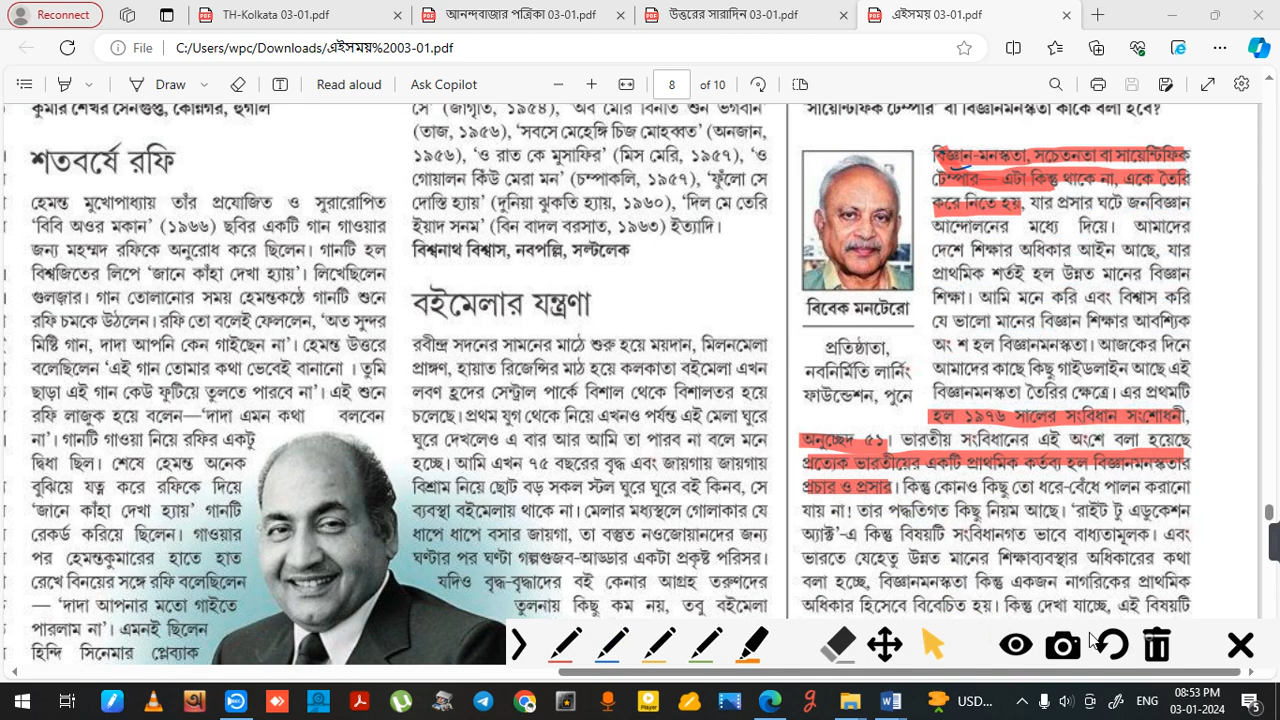 Reconnect
TH-Kolkata 03-01.pdf
আনন্দবাজার পত্রিকা 03-01.pdf
উত্তরের সারাদিন 03-01.pdf
এইসময় 03-01.pdf
File
C:/Users/wpc/Downloads/এইসময়%2003-01.pdf
Draw
Read aloud
Ask Copilot
8
of 10
কুমার শেখর সেনগুপ্ত, কোন্নগর, হুগলি
শতবর্ষে রফি
হেমন্ত মুখোপাধ্যায় তাঁর প্রযোজিত ও সুরারোপিত
‘বিবি অওর মকান’ (১৯৬৬) ছবির একটি গান গাওয়ার
জন্য মহম্মদ রফিকে অনুরোধ করে ছিলেন। গানটি হল
বিশ্বজিতের লিপে ‘জানে কাঁহা দেখা হ্যায়’। লিখেছিলেন
গুলজ়ার। গান তোলানোর সময় হেমন্তকণ্ঠে গানটি শুনে
রফি চমকে উঠলেন। রফি তো বলেই ফেললেন, ‘অত সুন্দর
মিষ্টি গান, দাদা আপনি কেন গাইছেন না’। হেমন্ত উত্তরে
বলেছিলেন ‘এই গান তোমার কথা ভেবেই বানানো । তুমি
ছাড়া এই গান কেউ ফুটিয়ে তুলতে পারবে না’। এই শুনে
রফি লাজুক হয়ে বলেন—‘দাদা এমন কথা বলবেন
না’। গানটি গাওয়া নিয়ে রফির একটু
দ্বিধা ছিল। শেষে হেমন্ত অনেক
বুঝিয়ে যত্ন করে রফিকে দিয়ে
‘জানে কাঁহা দেখা হ্যায়’ গানটি
রেকর্ড করিয়ে ছিলেন। গাওয়ার
পর হেমন্তকুমারের হাতে হাত
রেখে বিনয়ের সঙ্গে রফি বলেছিলেন
— ‘দাদা আপনার মতো গাইতে
পারলাম না’। এমনই ছিলেন
হিন্দি সিনেমার প্লেব্যাক
সে’ (জাগৃতি, ১৯৫৪), ‘অব মোরি বিনতি শুন ভগবান’
(তাজ, ১৯৫৬), ‘সবসে মেহেঙ্গি চিজ মোহব্বত’ (অনজান,
১৯৫৬), ‘ও রাত কে মুসাফির’ (মিস মেরি, ১৯৫৭), ‘ও
গোয়ালন কিঁউ মেরা মন’ (চম্পাকলি, ১৯৫৭), ‘ফুঁলো সে
দোস্তি হ্যায়’ (দুনিয়া ঝুকতি হ্যায়, ১৯৬০), ‘দিল মে তেরি
ইয়াদ সনম’ (বিন বাদল বরসাত, ১৯৬৩) ইত্যাদি।
বিশ্বনাথ বিশ্বাস, নবপল্লি, সল্টলেক
বইমেলার যন্ত্রণা
রবীন্দ্র সদনের সামনের মাঠে শুরু হয়ে ময়দান, মিলনমেলা
প্রাঙ্গণ, হায়াত রিজেন্সির মাঠ হয়ে কলকাতা বইমেলা এখন
লবণ হ্রদের সেন্ট্রাল পার্কে বিশাল থেকে বিশালতর হয়ে
চলেছে। প্রথম যুগ থেকে নিয়ে এখনও পর্যন্ত এই মেলা ঘুরে
ঘুরে দেখলেও এ বার আর আমি তা পারব না বলে মনে
হচ্ছে। আমি এখন ৭৫ বছরের বৃদ্ধ এবং জায়গায় জায়গায়
বিশ্রাম নিয়ে ছোট বড় সকল স্টল ঘুরে ঘুরে বই কিনব, সে
ব্যবস্থা বইমেলায় থাকে না। মেলার মধ্যস্থলে গোলাকার যে
ধাপে ধাপে বসার জায়গা, তা বস্তুত নওজোয়ানদের জন্য
ঘণ্টার পর ঘণ্টা গল্পগুজব-আড্ডার একটা প্রকৃষ্ট পরিসর।
যদিও বৃদ্ধ-বৃদ্ধাদের বই কেনার আগ্রহ তরুণদের
তুলনায় কিছু কম নয়, তবু বইমেলা
সায়েন্টিফিক টেম্পার’ বা বিজ্ঞানমনস্কতা কাকে বলা হবে?
বিবেক মনটেরো
প্রতিষ্ঠাতা,
নবনির্মিতি লার্নিং
ফাউন্ডেশন, পুনে
বিজ্ঞান-মনস্কতা, সচেতনতা বা সায়েন্টিফিক
টেম্পার— এটা কিন্তু থাকে না, একে তৈরি
করে নিতে হয়, যার প্রসার ঘটে জনবিজ্ঞান
আন্দোলনের মধ্যে দিয়ে। আমাদের
দেশে শিক্ষার অধিকার আইন আছে, যার
প্রাথমিক শর্তই হল উন্নত মানের বিজ্ঞান
শিক্ষা। আমি মনে করি এবং বিশ্বাস করি
যে ভালো মানের বিজ্ঞান শিক্ষার আবশ্যিক
অংশ হল বিজ্ঞানমনস্কতা। আজকের দিনে
আমাদের কাছে কিছু গাইডলাইন আছে এই
বিজ্ঞানমনস্কতা তৈরির ক্ষেত্রে। এর প্রথমটি
হল ১৯৭৬ সালের সংবিধান সংশোধনী,
অনুচ্ছেদ ৫১। ভারতীয় সংবিধানের এই অংশে বলা হয়েছে
প্রত্যেক ভারতীয়ের একটি প্রাথমিক কর্তব্য হল বিজ্ঞানমনস্কতার
প্রচার ও প্রসার। কিন্তু কোনও কিছু তো ধরে-বেঁধে পালন করানো
যায় না! তার পদ্ধতিগত কিছু নিয়ম আছে। ‘রাইট টু এডুকেশন
অ্যাক্ট’-এ কিন্তু বিষয়টি সংবিধানগত ভাবে বাধ্যতামূলক। এবং
ভারতে যেহেতু উন্নত মানের শিক্ষাব্যবস্থার অধিকারের কথা
বলা হচ্ছে, বিজ্ঞানমনস্কতা কিন্তু একজন নাগরিকের প্রাথমিক
অধিকার হিসেবে বিবেচিত হয়। কিন্তু দেখা যাচ্ছে, এই বিষয়টি
USD...
ENG
08:53 PM
03-01-2024
5